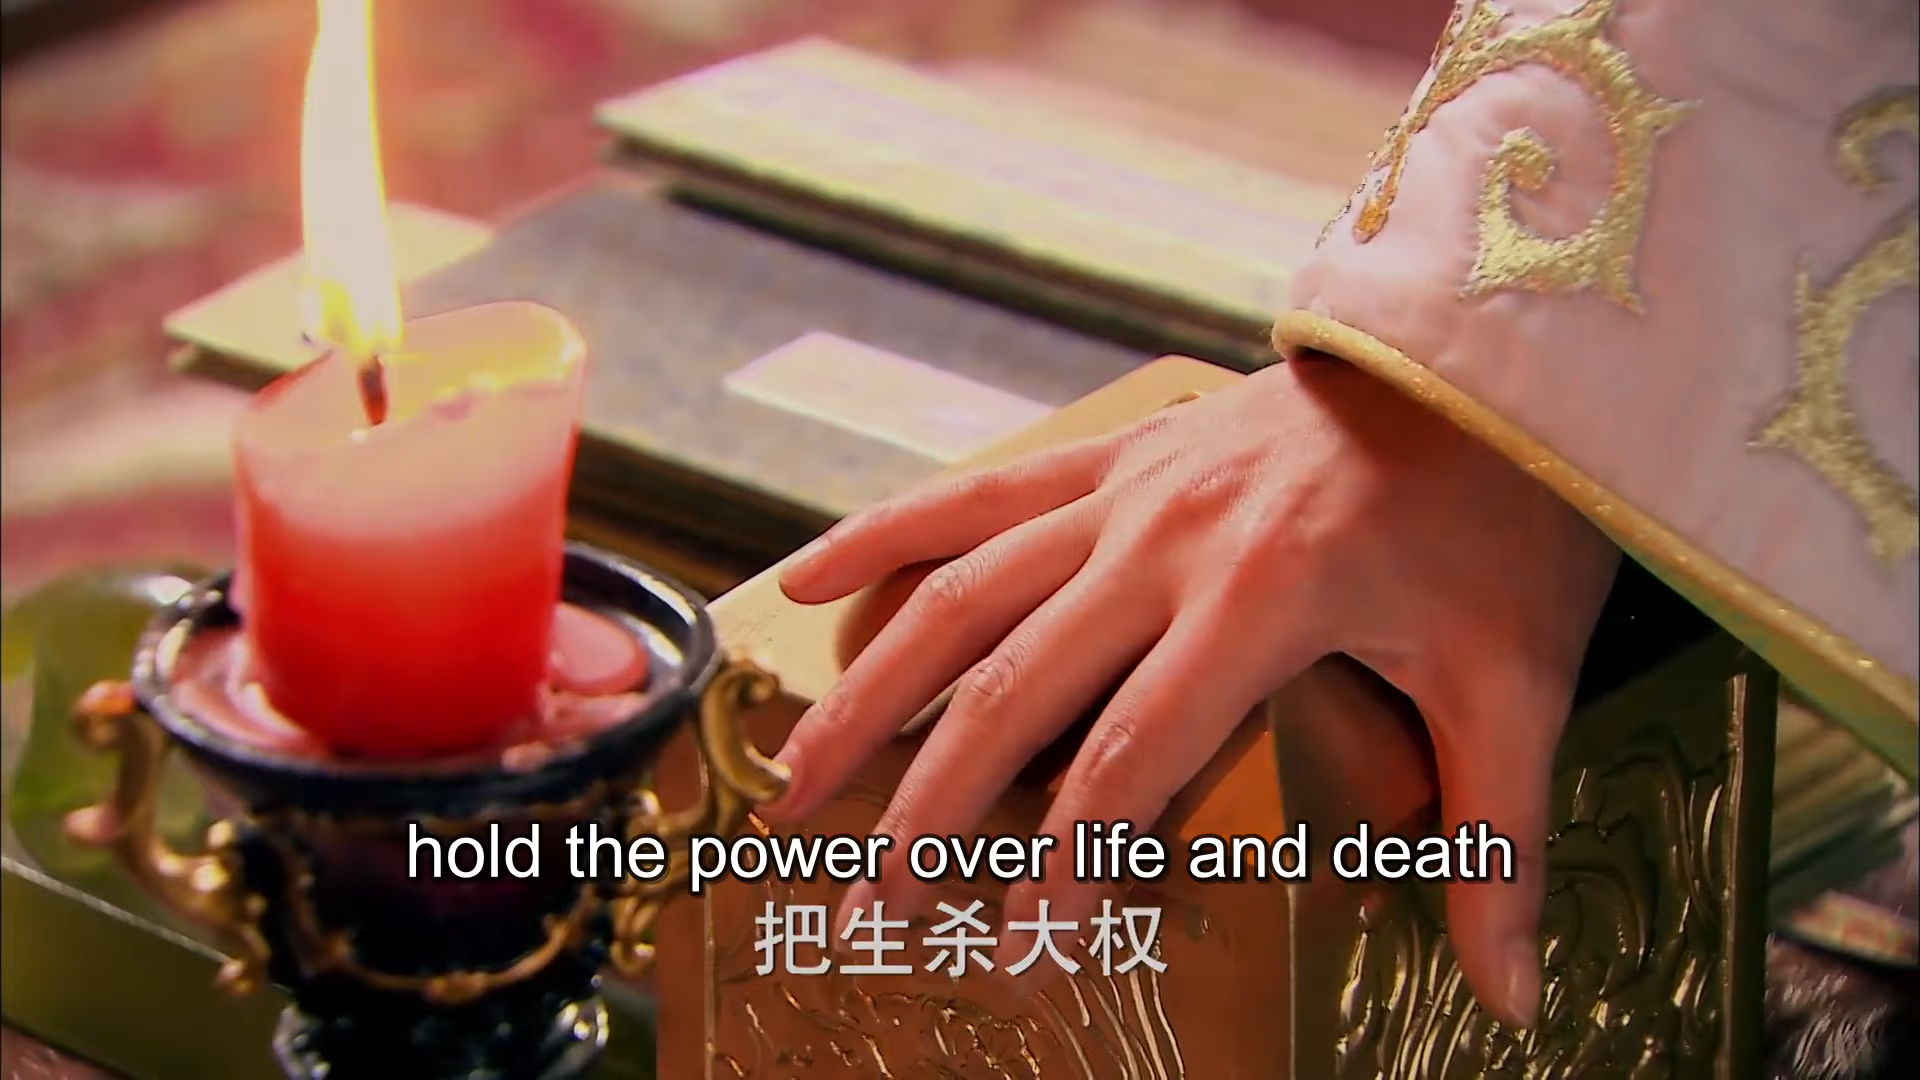 hold the power over life and death
把生杀大权